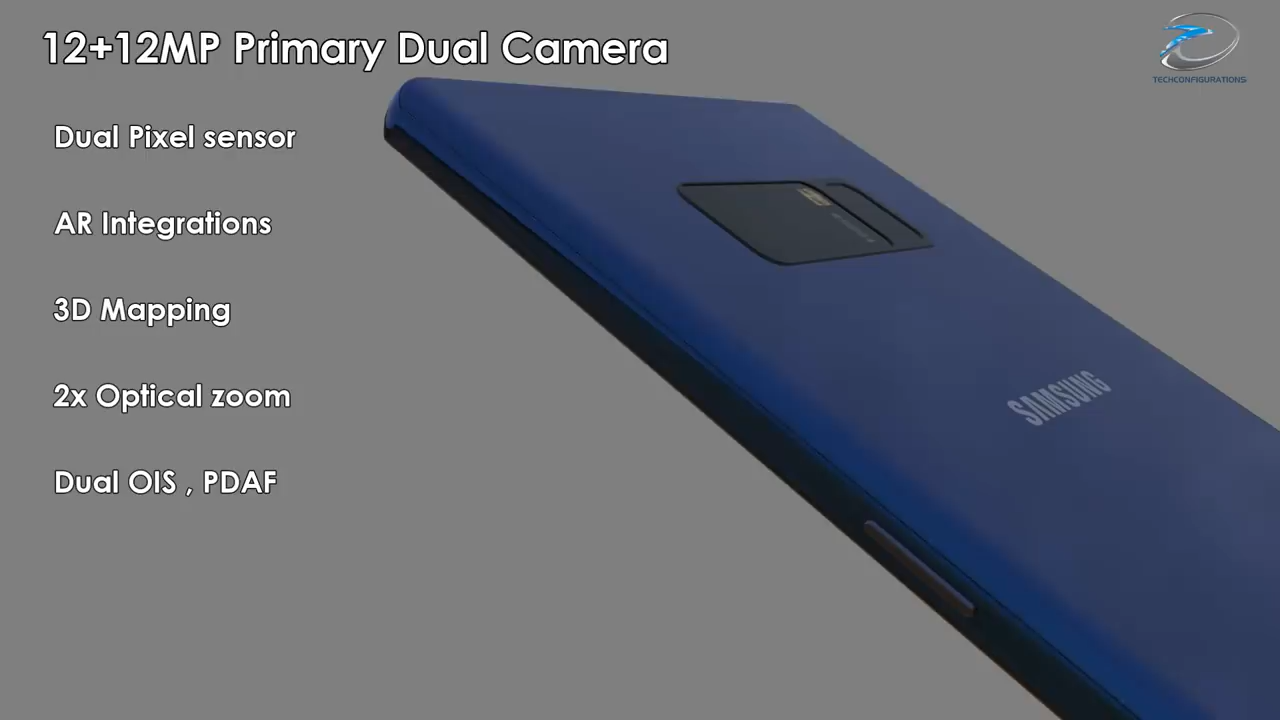 12+12MP Primary Dual Camera
TECHCONFIGURATIONS
Dual Pixel sensor
AR Integrations
3D Mapping
2x Optical zoom
SAMSUNG
Dual OIS , PDAF